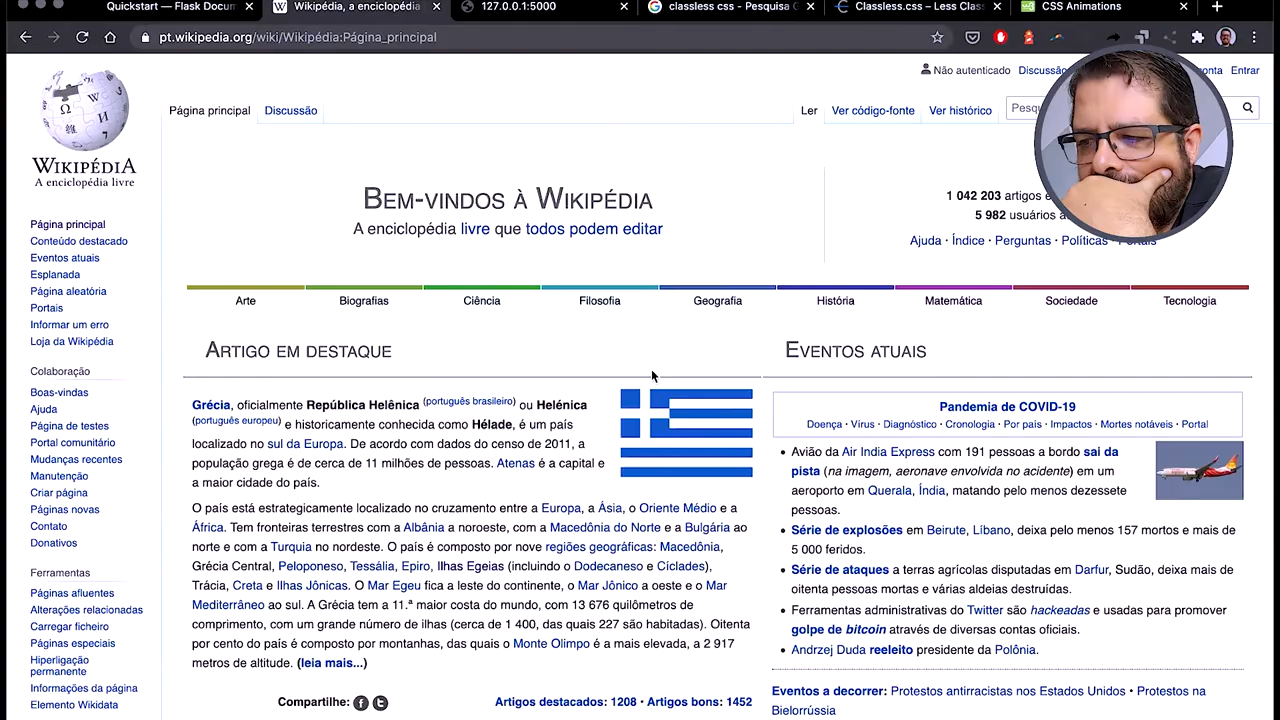 Quickstart — Flask Docum
Wikipédia, a enciclopédia
127.0.0.1:5000
classless css - Pesquisa G
Classless.css – Less Class
CSS Animations
pt.wikipedia.org/wiki/Wikipédia:Página_principal
Não autenticado
Entrar
Página principal
Discussão
Ler
Ver código-fonte
Ver histórico
WIKIPÉDIA
A enciclopédia livre
Página principal
Conteúdo destacado
Eventos atuais
Esplanada
Página aleatória
Portais
Informar um erro
Loja da Wikipédia
Colaboração
Boas-vindas
Ajuda
Página de testes
Portal comunitário
Mudanças recentes
Manutenção
Criar página
Páginas novas
Contato
Donativos
Ferramentas
Páginas afluentes
Alterações relacionadas
Carregar ficheiro
Páginas especiais
Hiperligação
permanente
Informações da página
Elemento Wikidata
Bem-vindos à Wikipédia
A enciclopédia livre que todos podem editar
1 042 203 artigos
5 982 usuários
Ajuda · Índice · Perguntas · Políticas · Portais
Arte
Biografias
Ciência
Filosofia
Geografia
História
Matemática
Sociedade
Tecnologia
Artigo em destaque
Grécia, oficialmente República Helênica (português brasileiro) ou Helénica
(português europeu) e historicamente conhecida como Hélade, é um país
localizado no sul da Europa. De acordo com dados do censo de 2011, a
população grega é de cerca de 11 milhões de pessoas. Atenas é a capital e
a maior cidade do país.
O país está estrategicamente localizado no cruzamento entre a Europa, a Ásia, o Oriente Médio e a
África. Tem fronteiras terrestres com a Albânia a noroeste, com a Macedônia do Norte e a Bulgária ao
norte e com a Turquia no nordeste. O país é composto por nove regiões geográficas: Macedônia,
Grécia Central, Peloponeso, Tessália, Epiro, Ilhas Egeias (incluindo o Dodecaneso e Cíclades),
Trácia, Creta e Ilhas Jônicas. O Mar Egeu fica a leste do continente, o Mar Jônico a oeste e o Mar
Mediterrâneo ao sul. A Grécia tem a 11.ª maior costa do mundo, com 13 676 quilômetros de
comprimento, com um grande número de ilhas (cerca de 1 400, das quais 227 são habitadas). Oitenta
por cento do país é composto por montanhas, das quais o Monte Olimpo é a mais elevada, a 2 917
metros de altitude. (leia mais...)
Compartilhe:
Artigos destacados: 1208 · Artigos bons: 1452
Eventos atuais
Pandemia de COVID-19
Doença · Vírus · Diagnóstico · Cronologia · Por país · Impactos · Mortes notáveis · Portal
Avião da Air India Express com 191 pessoas a bordo sai da
pista (na imagem, aeronave envolvida no acidente) em um
aeroporto em Querala, Índia, matando pelo menos dezessete
pessoas.
Série de explosões em Beirute, Líbano, deixa pelo menos 157 mortos e mais de
5 000 feridos.
Série de ataques a terras agrícolas disputadas em Darfur, Sudão, deixa mais de
oitenta pessoas mortas e várias aldeias destruídas.
Ferramentas administrativas do Twitter são hackeadas e usadas para promover
golpe de bitcoin através de diversas contas oficiais.
Andrzej Duda reeleito presidente da Polônia.
Eventos a decorrer: Protestos antirracistas nos Estados Unidos • Protestos na
Bielorrússia